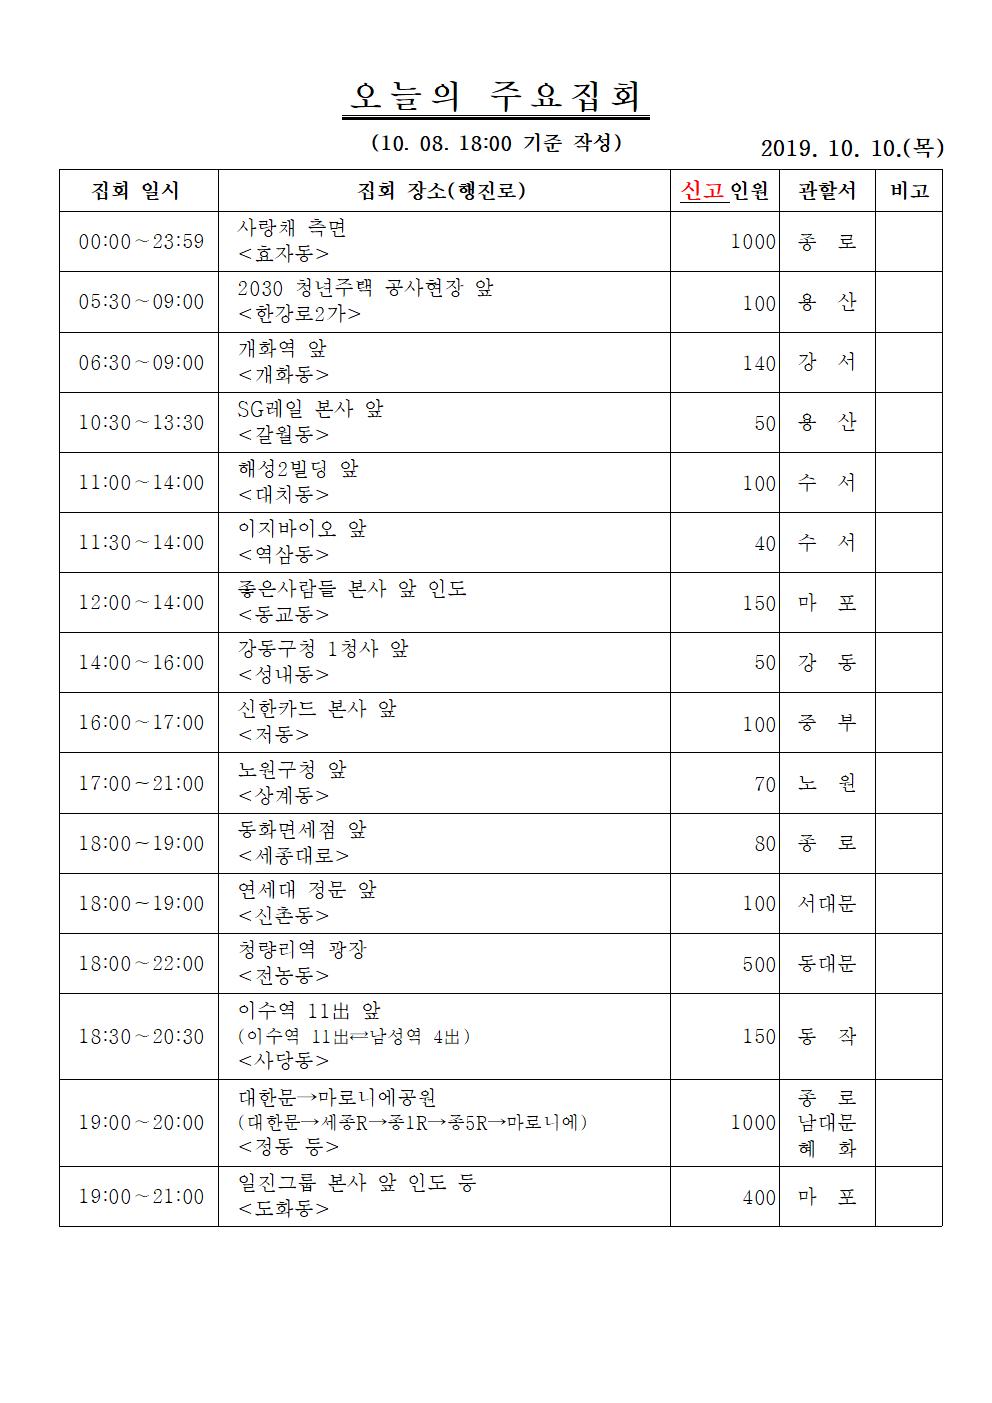 오늘의 주요집회
(10. 08. 18:00 기준 작성)
2019. 10. 10.(목)
집회 일시 집회 장소(행진로) 신고인원 관할서 비고
00:00~23:59 사랑채 측면 1000 종 로
<효자동>
05:30~09:00 2030 청년주택 공사현장 앞 100 용 산
<한강로2가>
06:30~09:00 개화역 앞 140 강 서
<개화동>
10:30~13:30 SG레일 본사 앞 50 용 산
<갈월동>
11:00~14:00 해성2빌딩 앞 100 수 서
<대치동>
11:30~14:00 이지바이오 앞 40 수 서
<역삼동>
12:00~14:00 좋은사람들 본사 앞 인도 150 마 포
<동교동>
14:00~16:00 강동구청 1청사 앞 50 강 동
<성내동>
16:00~17:00 신한카드 본사 앞 100 중 부
<저동>
17:00~21:00 노원구청 앞 70 노 원
<상계동>
18:00~19:00 동화면세점 앞 80 종 로
<세종대로>
18:00~19:00 연세대 정문 앞 100 서대문
<신촌동>
18:00~22:00 청량리역 광장 500 동대문
<전농동>
18:30~20:30 이수역 11出 앞 150 동 작
(이수역 11出⇄남성역 4出)
<사당동>
19:00~20:00 대한문→마로니에공원 1000 종 로
(대한문→세종R→종1R→종5R→마로니에) 남대문
<정동 등> 혜 화
19:00~21:00 일진그룹 본사 앞 인도 등 400 마 포
<도화동>